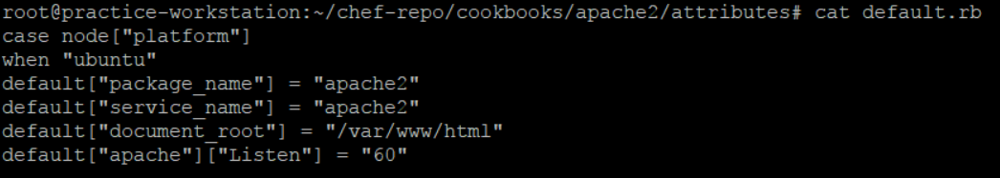 root@practice-workstation:~/chef-repo/cookbooks/apache2/attributes# cat default.rb
case node["platform"]
when "ubuntu"
default["package_name"] = "apache2"
default["service_name"] = "apache2"
default["document_root"] = "/var/www/html"
default["apache"]["Listen"] = "60"